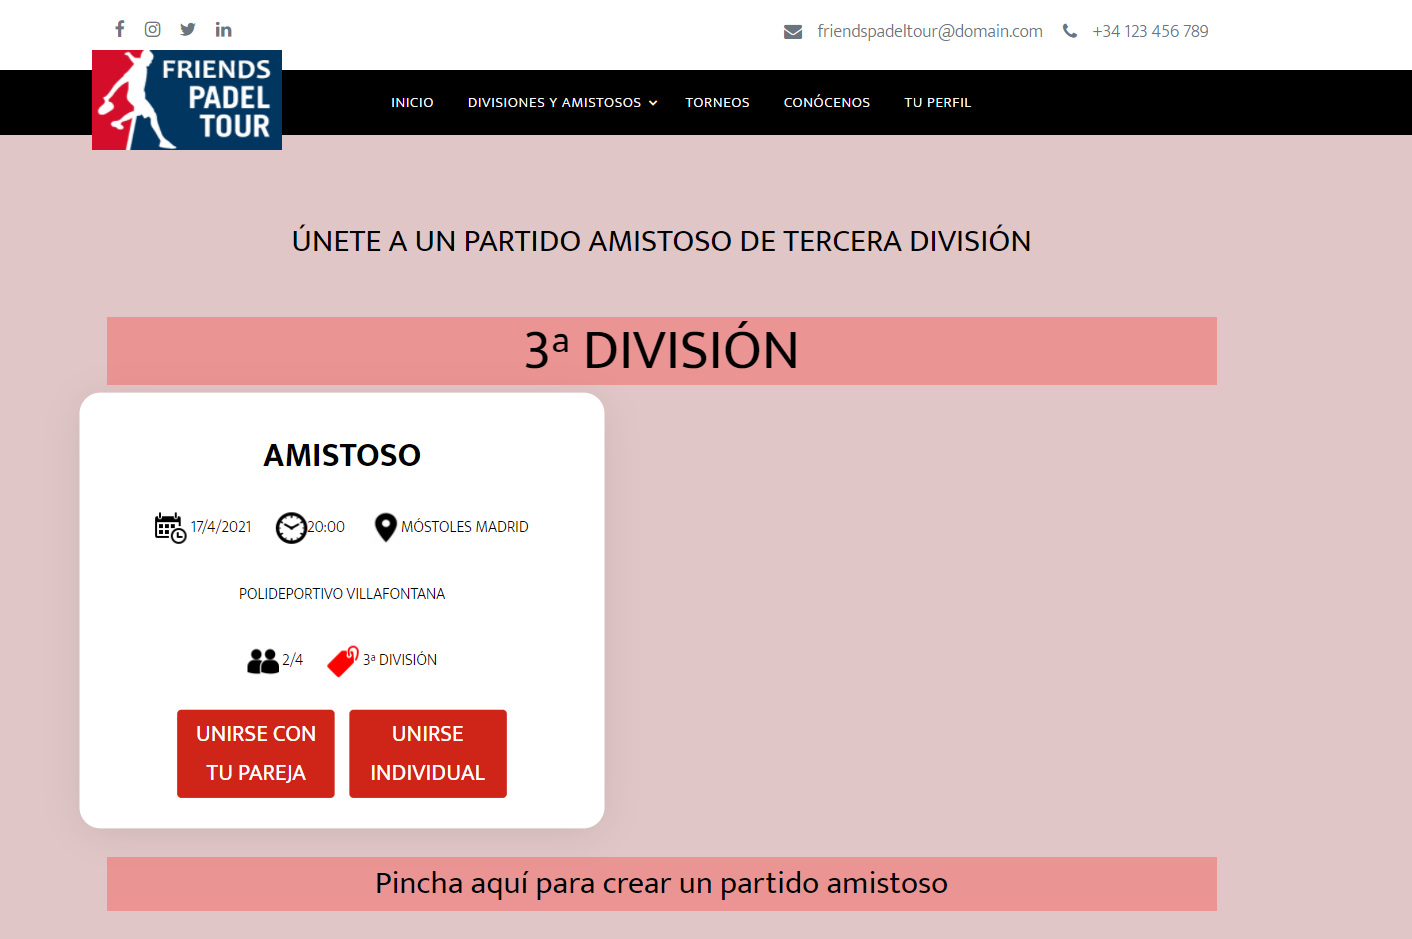 friendspadeltour@domain.com +34 123 456 789
FRIENDS
PADEL
TOUR
INICIO DIVISIONES Y AMISTOSOS TORNEOS CONÓCENOS TU PERFIL
ÚNETE A UN PARTIDO AMISTOSO DE TERCERA DIVISIÓN
3ª DIVISIÓN
AMISTOSO
17/4/2021 20:00 MÓSTOLES MADRID
POLIDEPORTIVO VILLAFONTANA
2/4 3ª DIVISIÓN
UNIRSE CON
TU PAREJA
UNIRSE
INDIVIDUAL
Pincha aquí para crear un partido amistoso